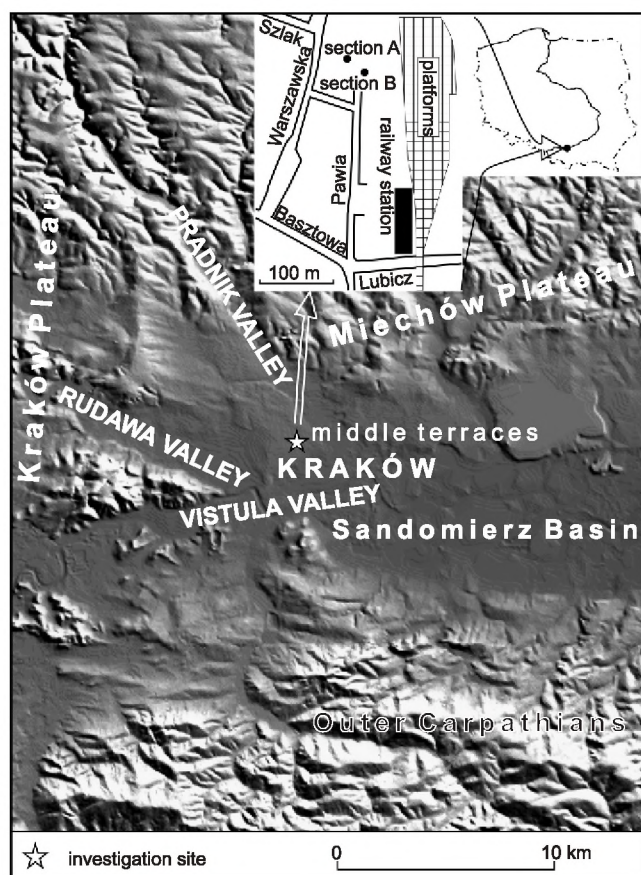 Szlak
section A
section B
Warszawska
platforms
railway station
Pawia
Basztowa
100 m
Lubicz
Kraków Plateau
PRĄDNIK VALLEY
Miechów Plateau
RUDAWA VALLEY
middle terraces
KRAKÓW
VISTULA VALLEY
Sandomierz Basin
Outer Carpathians
investigation site
0
10 km